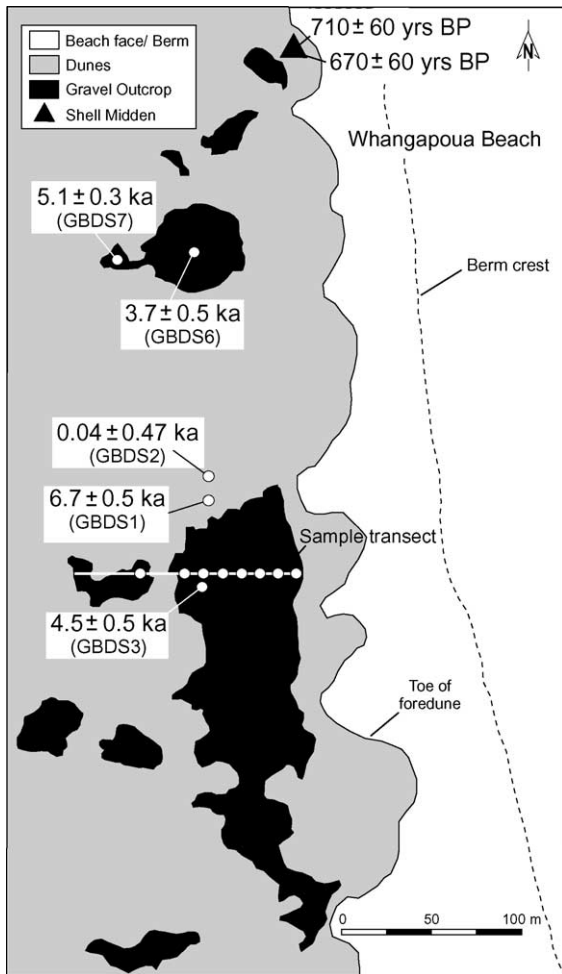 Beach face/ Berm
Dunes
Gravel Outcrop
Shell Midden
710± 60 yrs BP
670± 60 yrs BP
N
Whangapoua Beach
5.1 ± 0.3 ka
(GBDS7)
Berm crest
3.7 ± 0.5 ka
(GBDS6)
0.04 ± 0.47 ka
(GBDS2)
6.7 ± 0.5 ka
(GBDS1)
Sample transect
4.5 ± 0.5 ka
(GBDS3)
Toe of
foredune
0 50 100 m